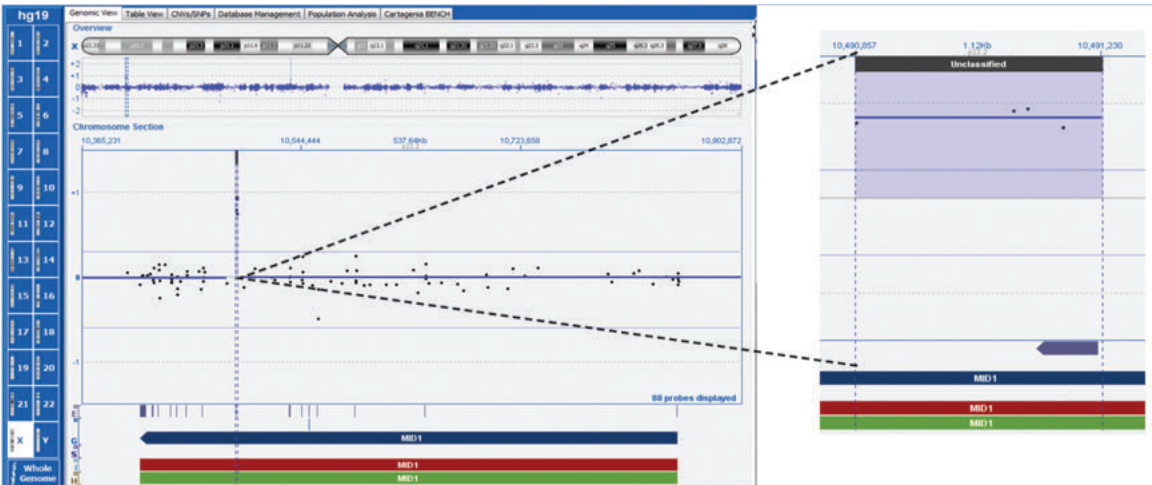 hg19
1 2
3 4
5 6
7 8
9 10
11 12
13 14
15 16
17 18
19 20
21 22
X Y
Whole
Genome
Genomic View Table View CNVs/SNPs Database Management Population Analysis Cartagenia BENCH
Overview
X
+2
+1
0
-1
-2
Chromosome Section
10,365,231 10,544,444 537,64Kb 10,723,658 10,902,872
+1
0
-1
88 probes displayed
MID1
MID1
MID1
10,490,857 1.12Kb 10,491,230
Unclassified
MID1
MID1
MID1